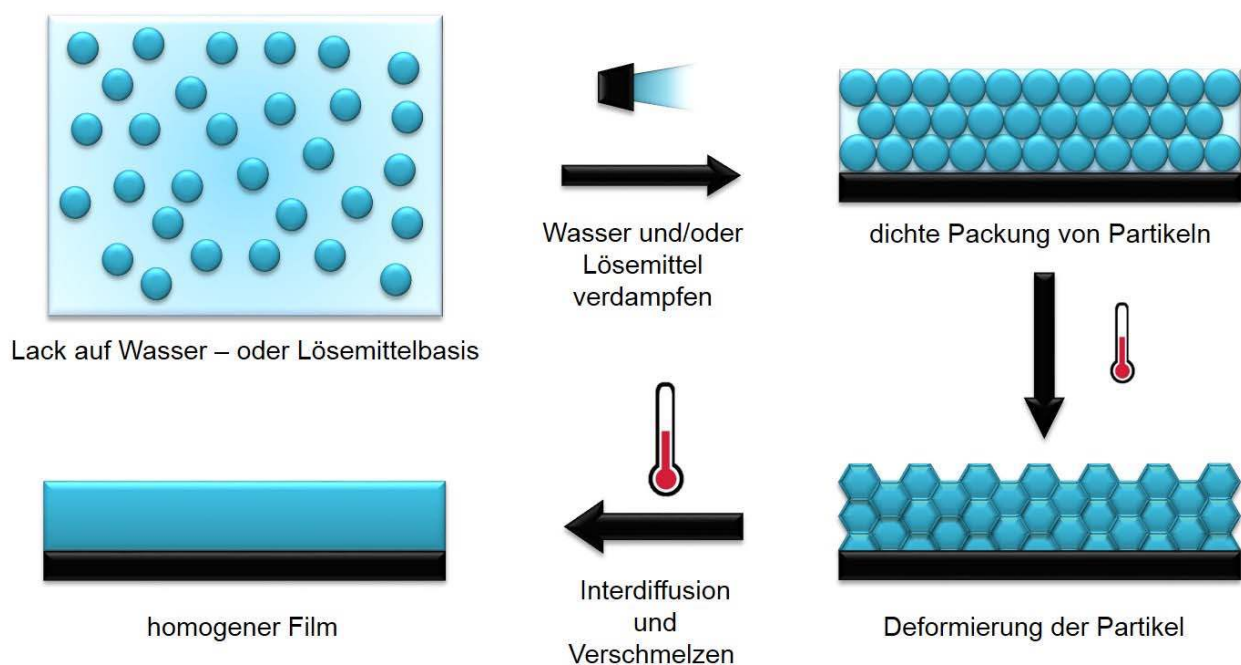 Lack auf Wasser – oder Lösemittelbasis
Wasser und/oder
Lösemittel
verdampfen
dichte Packung von Partikeln
Deformierung der Partikel
Interdiffusion
und
Verschmelzen
homogener Film